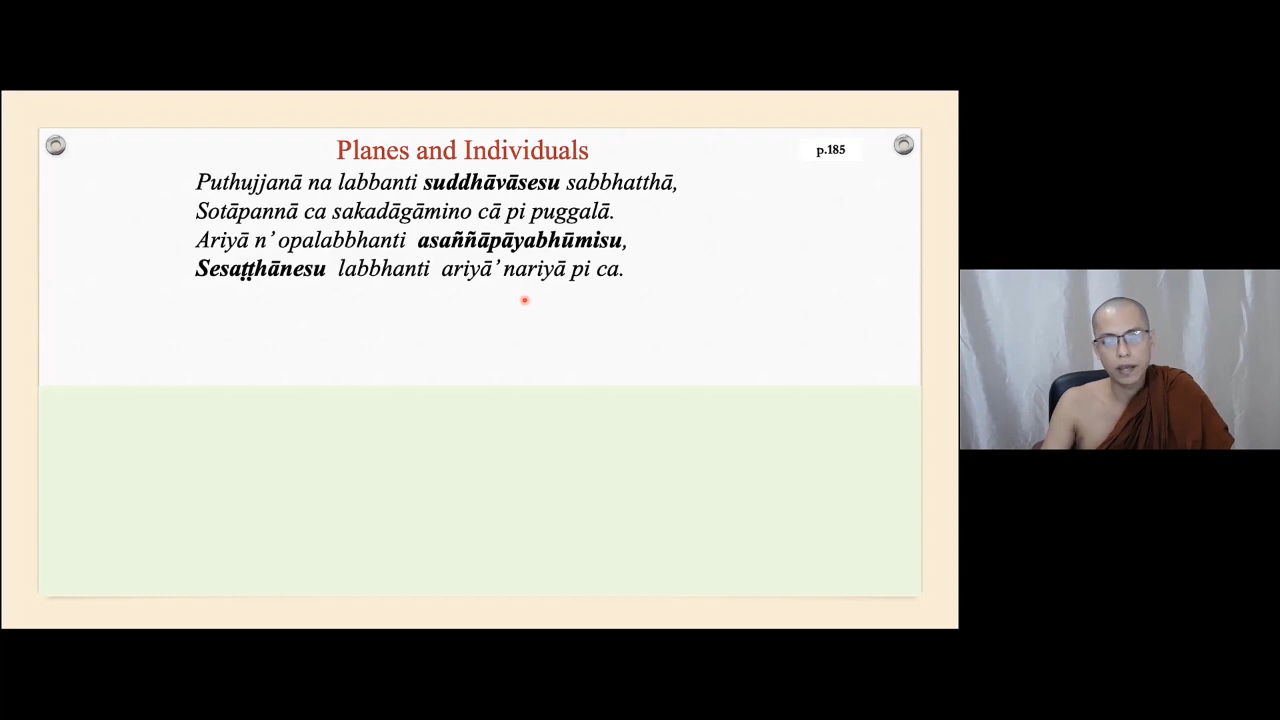 Planes and Individuals
p.185
Puthujjanā na labbanti suddhāvāsesu sabbhatthā,
Sotāpannā ca sakadāgāmino cā pi puggalā.
Ariyā n’ opalabbhanti asaññāpāyabhūmisu,
Sesaṭṭhānesu labbhanti ariyā’ nariyā pi ca.